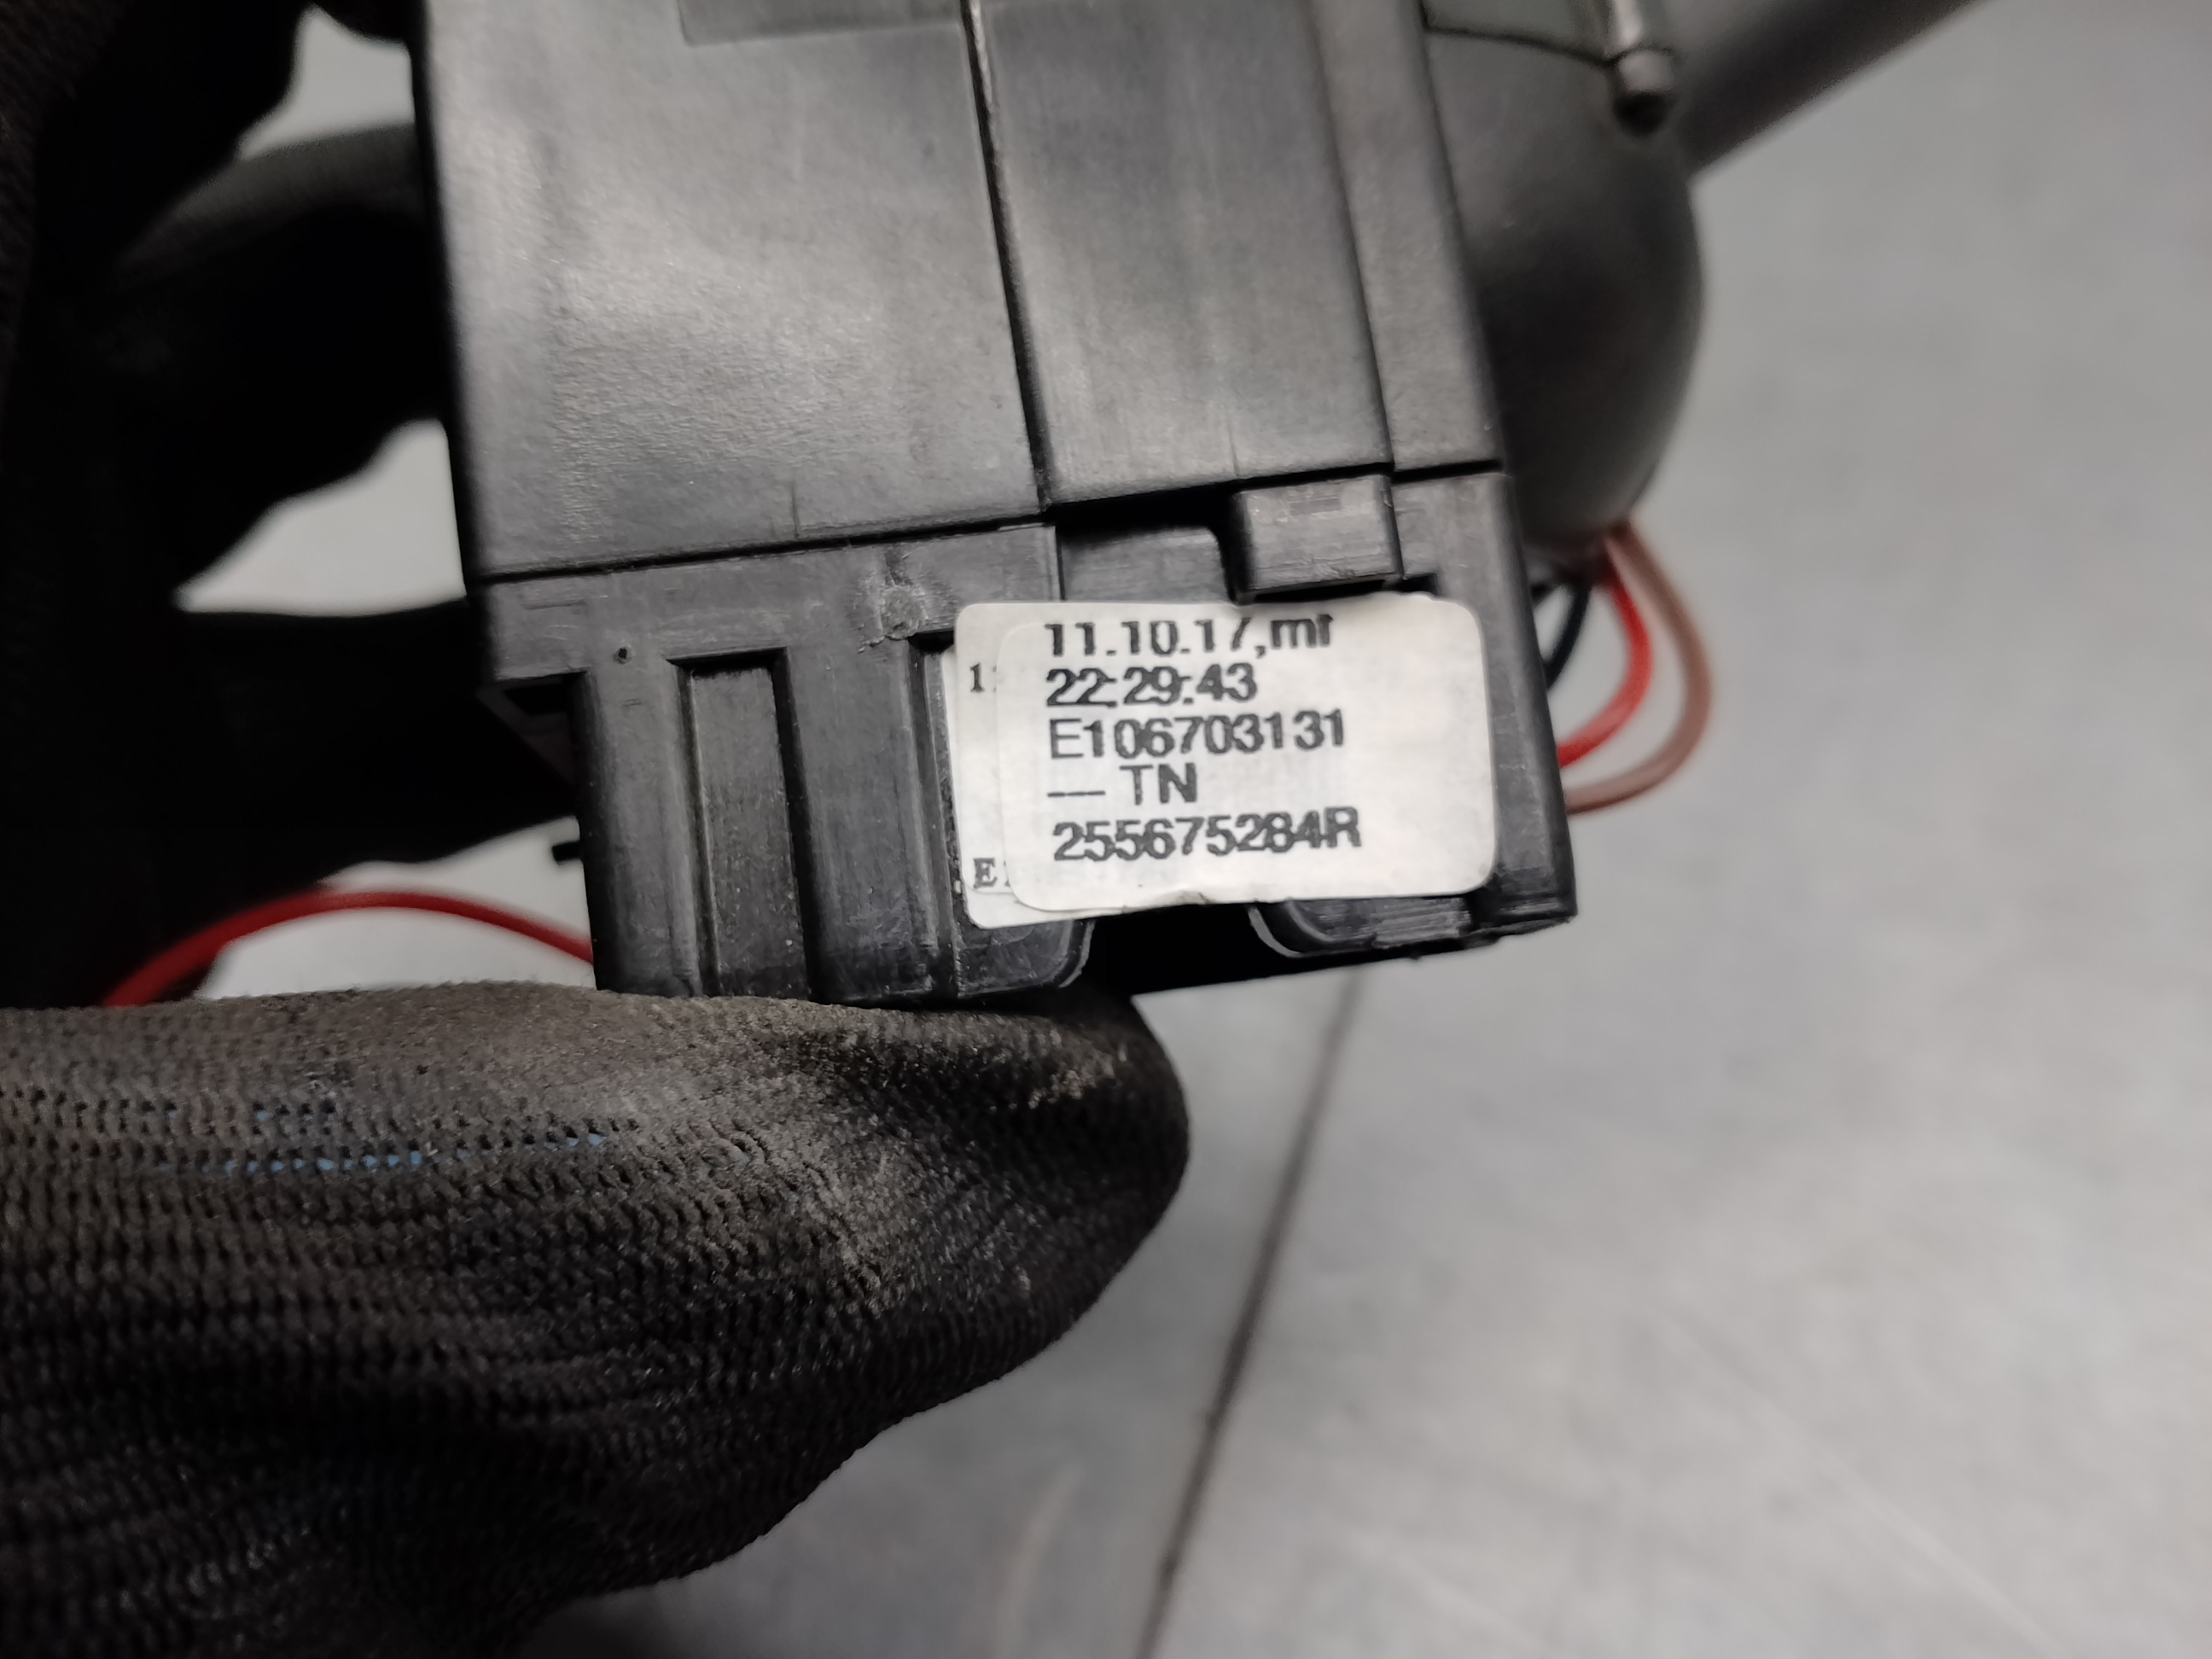 11.10.17,mf
22:29:43
E106703131
— TN
255675284R